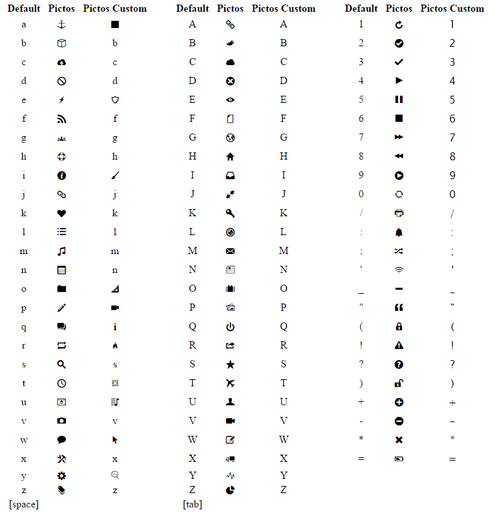 Default Pictos Pictos Custom Default Pictos Pictos Custom Default Pictos Pictos Custom
a A A 1 1
b b B B 2 2
c c C C 3 3
d d D D 4 4
e E E 5 5
f f F F 6 6
g g G G 7 7
h h H H 8 8
i I I 9 9
j j J J 0 0
k k K K / /
l l L L : :
m m M M ; ;
n n N N ' '
o O O _ _
p P P " "
q i Q Q ( (
r R R ! !
s s S S ? ?
t T T ) )
u U U + +
v v V V - -
w W W * *
x x X X = =
y Y Y
z z Z Z
[space] [tab]